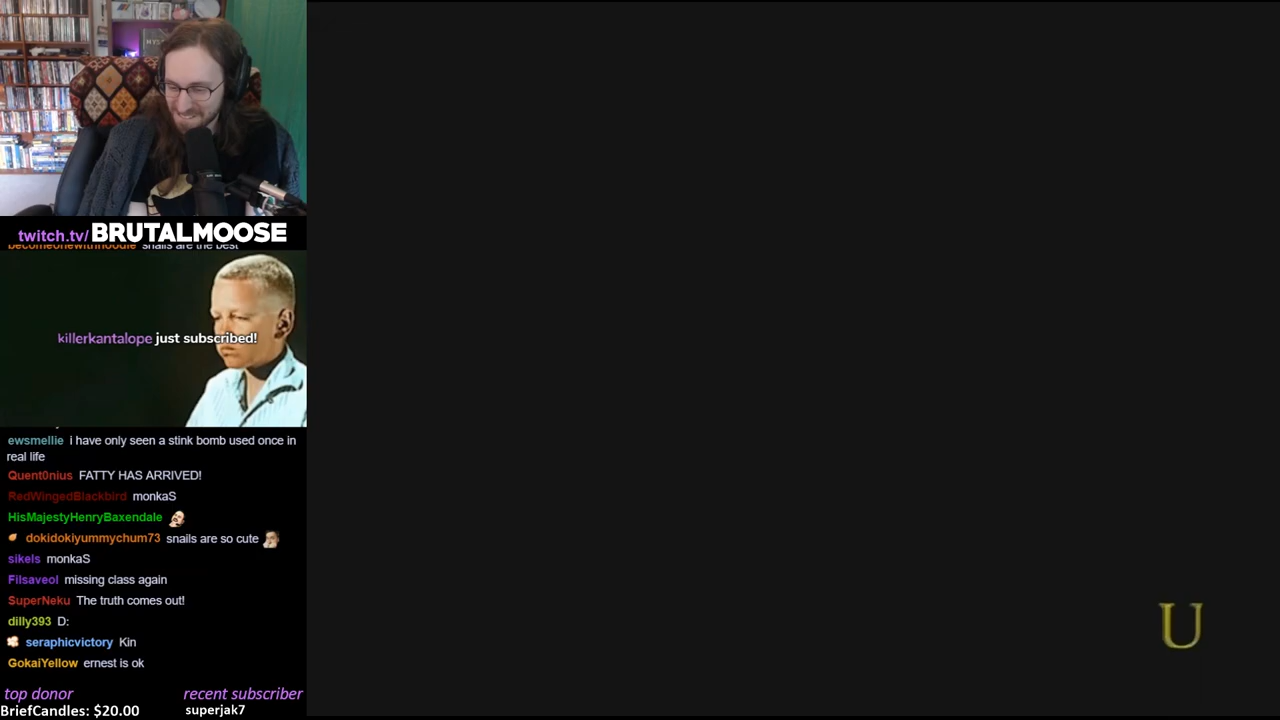 twitch.tv/BRUTALMOOSE
becomeonewithnoodle snails are the best
killerkantalope just subscribed!
ewsmellie i have only seen a stink bomb used once in
real life
Quent0nius FATTY HAS ARRIVED!
RedWingedBlackbird monkaS
HisMajestyHenryBaxendale
dokidokiyummychum73 snails are so cute
sikels monkaS
Filsaveol missing class again
SuperNeku The truth comes out!
dilly393 D:
seraphicvictory Kin
GokaiYellow ernest is ok
U
top donor recent subscriber
BriefCandles: $20.00 superjak7